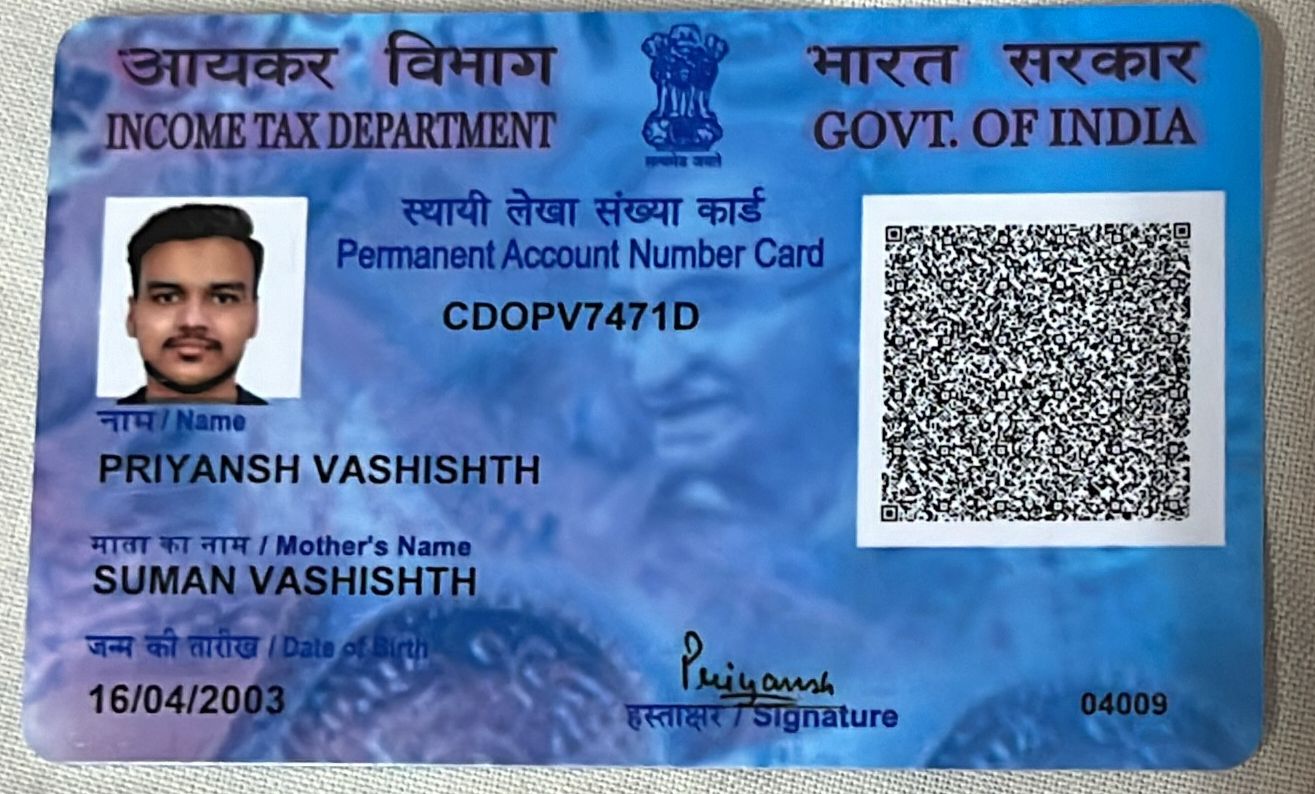 आयकर विभाग
INCOME TAX DEPARTMENT
सत्यमेव जयते
भारत सरकार
GOVT. OF INDIA
स्थायी लेखा संख्या कार्ड
Permanent Account Number Card
CDOPV7471D
नाम / Name
PRIYANSH VASHISHTH
माता का नाम / Mother's Name
SUMAN VASHISHTH
जन्म की तारीख / Date of Birth
16/04/2003
Priyansh
हस्ताक्षर / Signature
04009